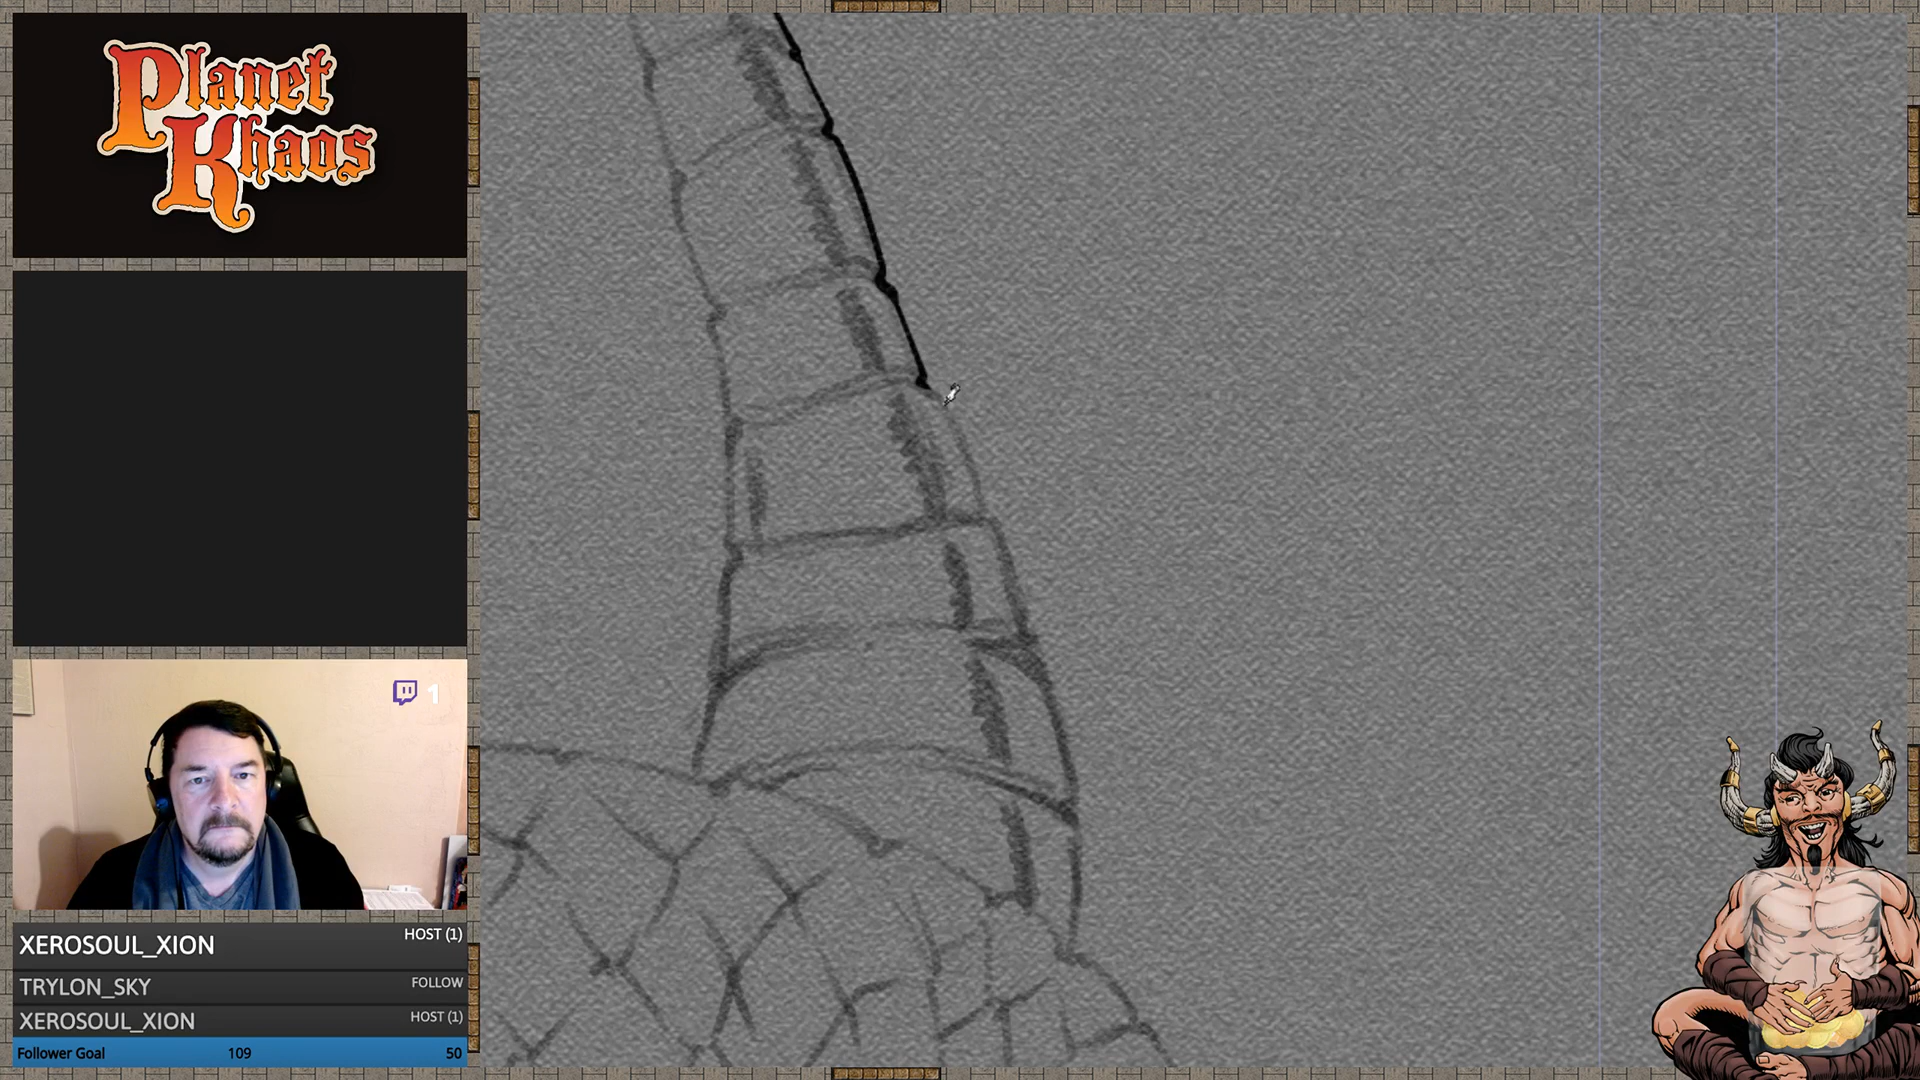 Planet
Khaos
1
XEROSOUL_XION HOST (1)
TRYLON_SKY FOLLOW
XEROSOUL_XION HOST (1)
Follower Goal 109 50